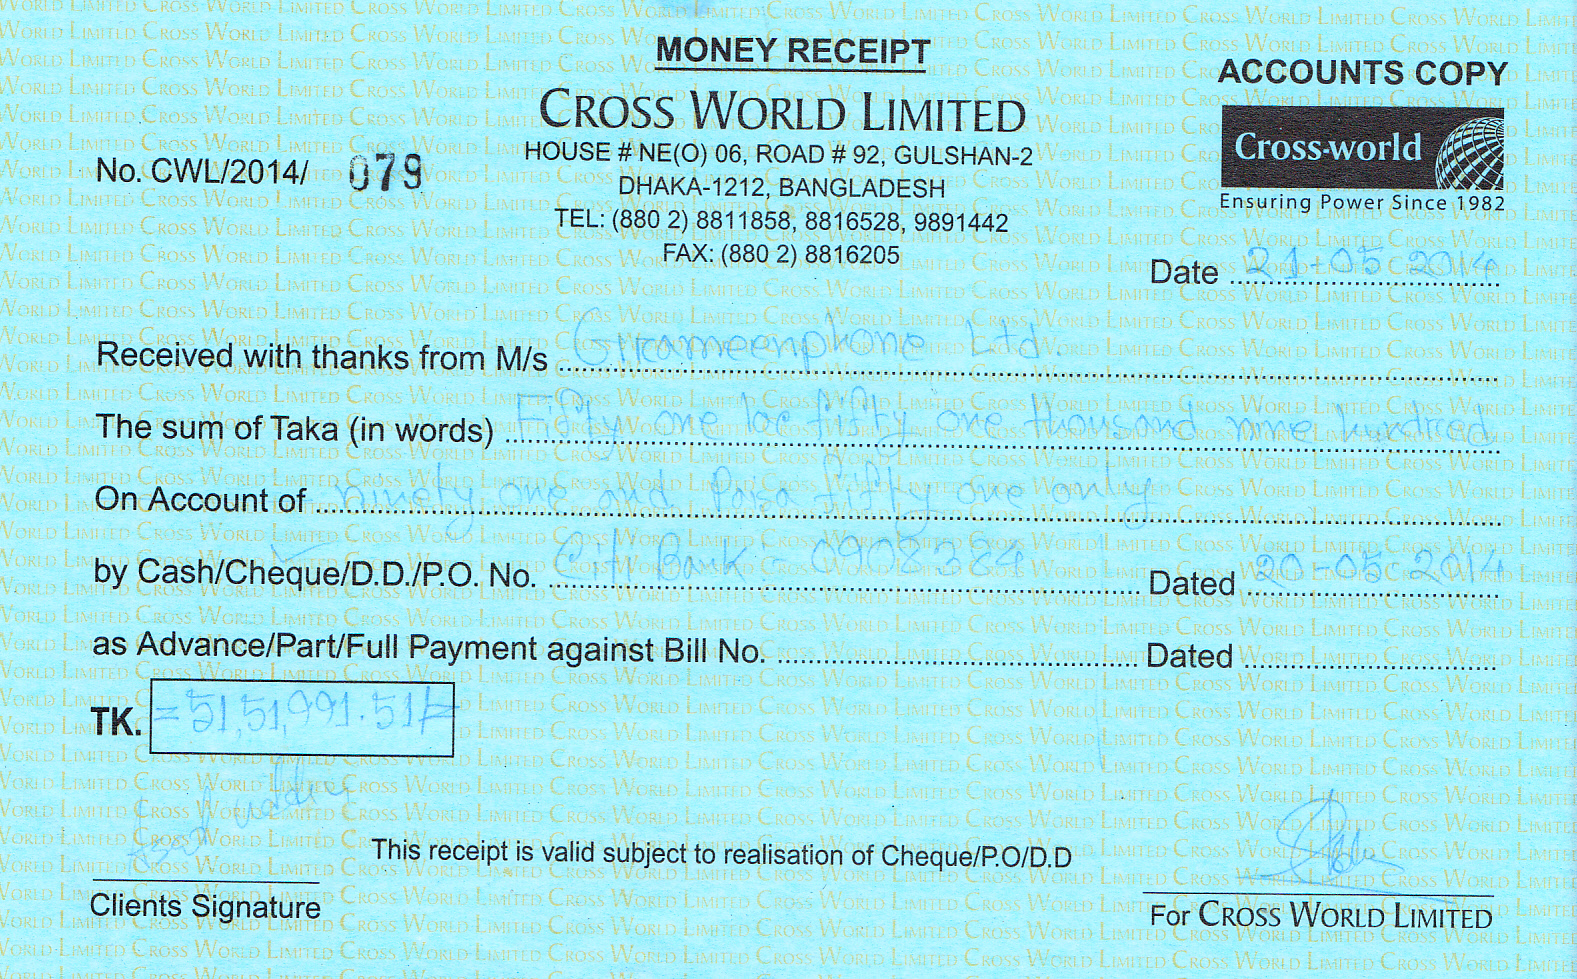 MONEY RECEIPT
ACCOUNTS COPY
CROSS WORLD LIMITED
Cross-world
Ensuring Power Since 1982
No. CWL/2014/ 079
HOUSE # NE(O) 06, ROAD # 92, GULSHAN-2
DHAKA-1212, BANGLADESH
TEL: (880 2) 8811858, 8816528, 9891442
FAX: (880 2) 8816205
Date 21-05-2014
Received with thanks from M/s Grameenphone Ltd.
The sum of Taka (in words) Fifty one lac fifty one thousand nine hundred
On Account of ninety one and Paisa fifty one only
by Cash/Cheque/D.D./P.O. No. Citi Bank: 0908384 Dated 20-05-2014
as Advance/Part/Full Payment against Bill No. Dated
TK. =51,51,991.51/=
This receipt is valid subject to realisation of Cheque/P.O/D.D
Clients Signature
For CROSS WORLD LIMITED